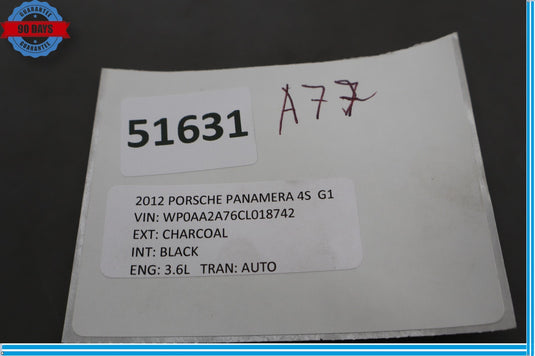 GUARANTEE
90 DAYS
GUARANTEE
51631
A77
2012 PORSCHE PANAMERA 4S G1
VIN: WP0AA2A76CL018742
EXT: CHARCOAL
INT: BLACK
ENG: 3.6L TRAN: AUTO